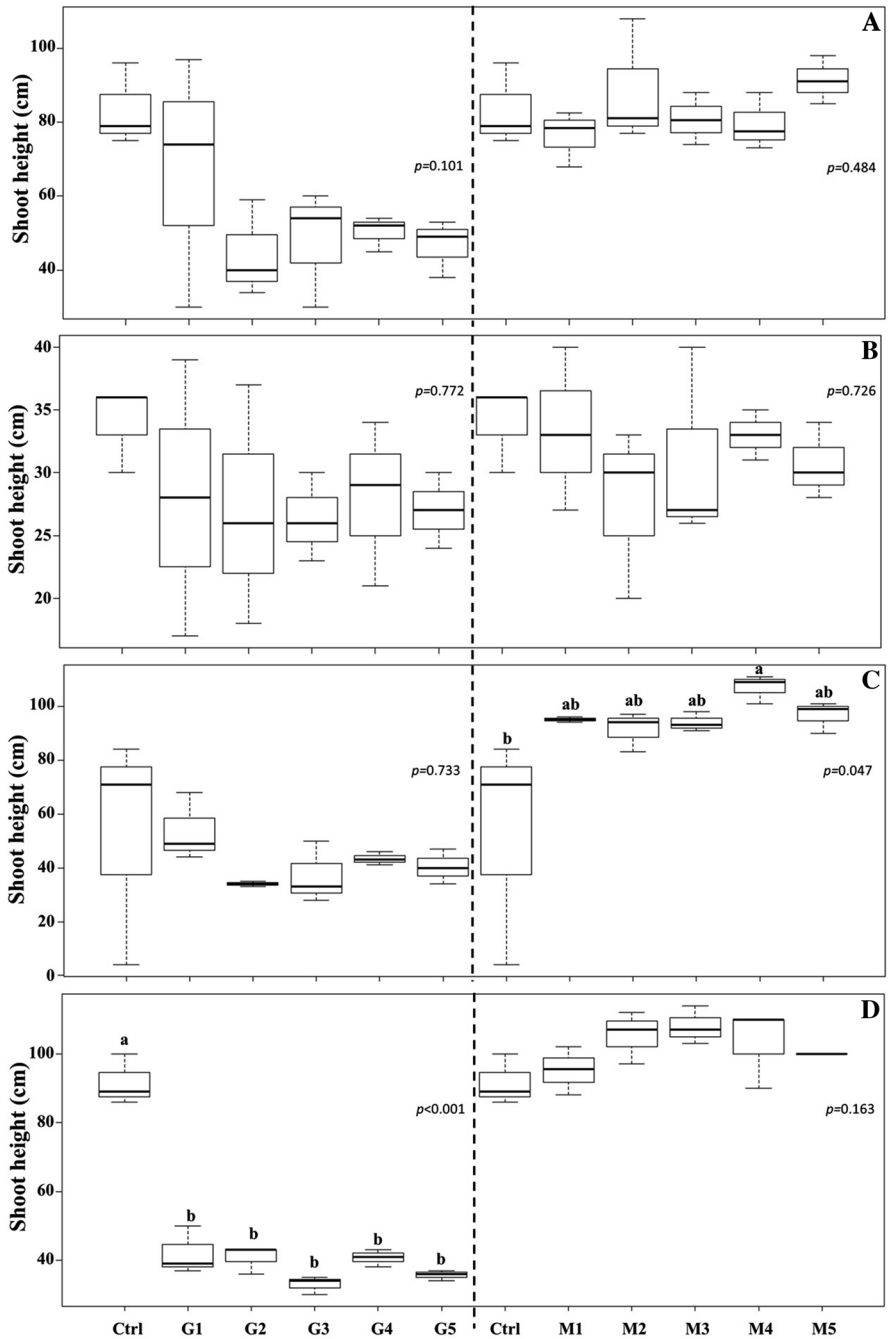 A
Shoot height (cm)
100
80
60
40
p=0.101
p=0.484
B
Shoot height (cm)
40
35
30
25
20
p=0.772
p=0.726
C
Shoot height (cm)
100
80
60
40
20
0
b
ab
ab
ab
a
ab
p=0.733
p=0.047
D
Shoot height (cm)
100
80
60
40
a
b
b
b
b
b
p<0.001
p=0.163
Ctrl G1 G2 G3 G4 G5 Ctrl M1 M2 M3 M4 M5